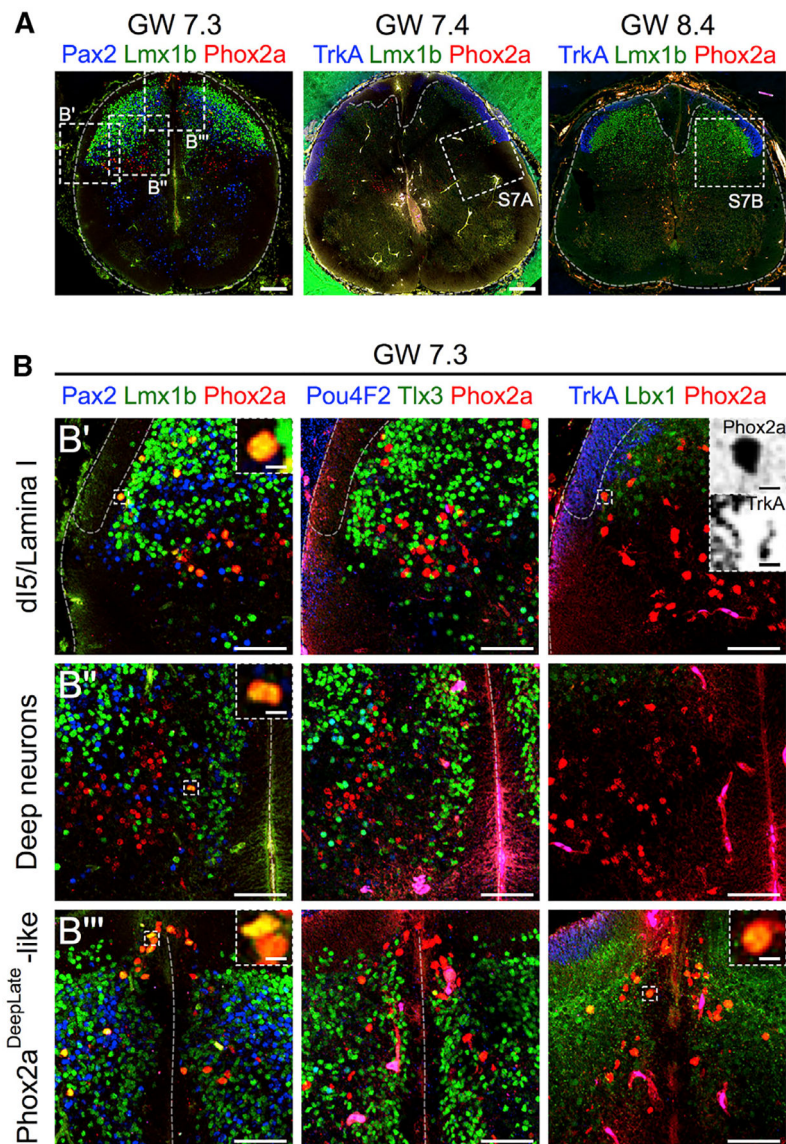 A
GW 7.3
GW 7.4
GW 8.4
Pax2 Lmx1b Phox2a
TrkA Lmx1b Phox2a
TrkA Lmx1b Phox2a
B'
B''
B'''
S7A
S7B
B
GW 7.3
Pax2 Lmx1b Phox2a
Pou4F2 Tlx3 Phox2a
TrkA Lbx1 Phox2a
dI5/Lamina I
B'
Phox2a
TrkA
Deep neurons
B''
Phox2a^DeepLate-like
B'''